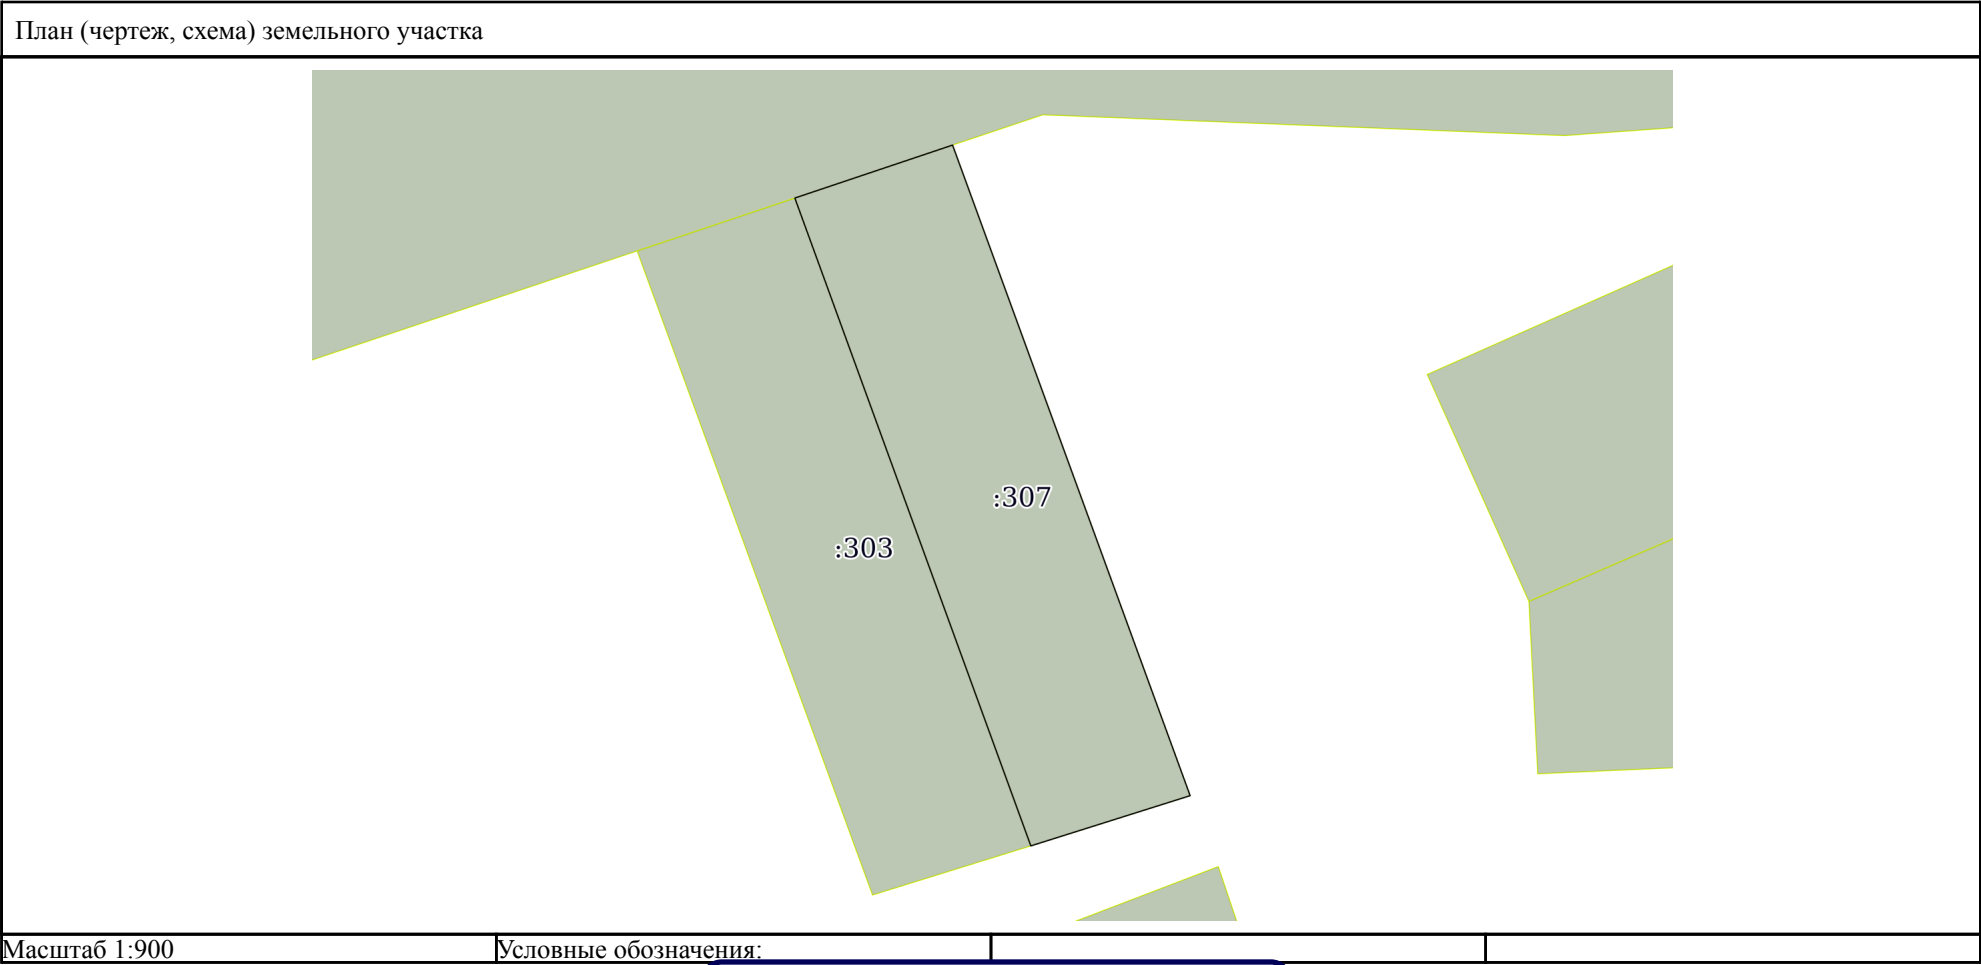 План (чертеж, схема) земельного участка
:307
:303
Масштаб 1:900
Условные обозначения: